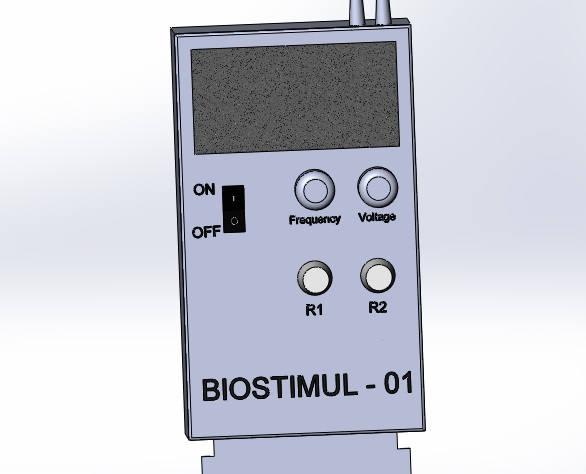 ON
OFF
Frequency Voltage
R1 R2
BIOSTIMUL - 01